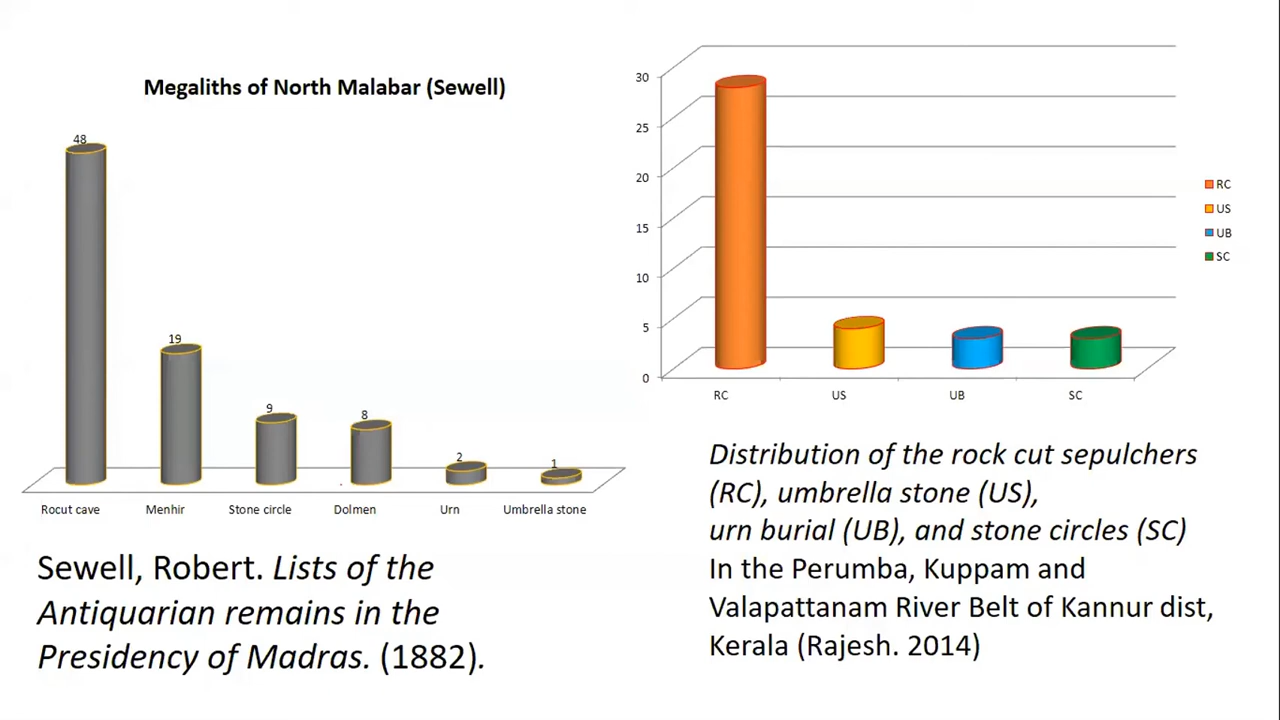 Megaliths of North Malabar (Sewell)
48
19
9
8
2
1
Rocut cave
Menhir
Stone circle
Dolmen
Urn
Umbrella stone
Sewell, Robert. Lists of the
Antiquarian remains in the
Presidency of Madras. (1882).
30
25
20
15
10
5
0
RC
US
UB
SC
RC
US
UB
SC
Distribution of the rock cut sepulchers
(RC), umbrella stone (US),
urn burial (UB), and stone circles (SC)
In the Perumba, Kuppam and
Valapattanam River Belt of Kannur dist,
Kerala (Rajesh. 2014)